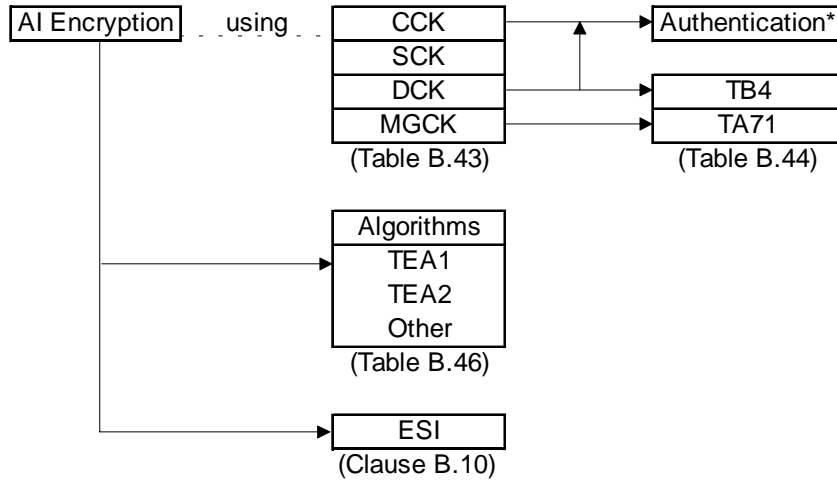 AI Encryption using CCK Authentication*
SCK
DCK TB4
MGCK TA71
(Table B.43) (Table B.44)
Algorithms
TEA1
TEA2
Other
(Table B.46)
ESI
(Clause B.10)